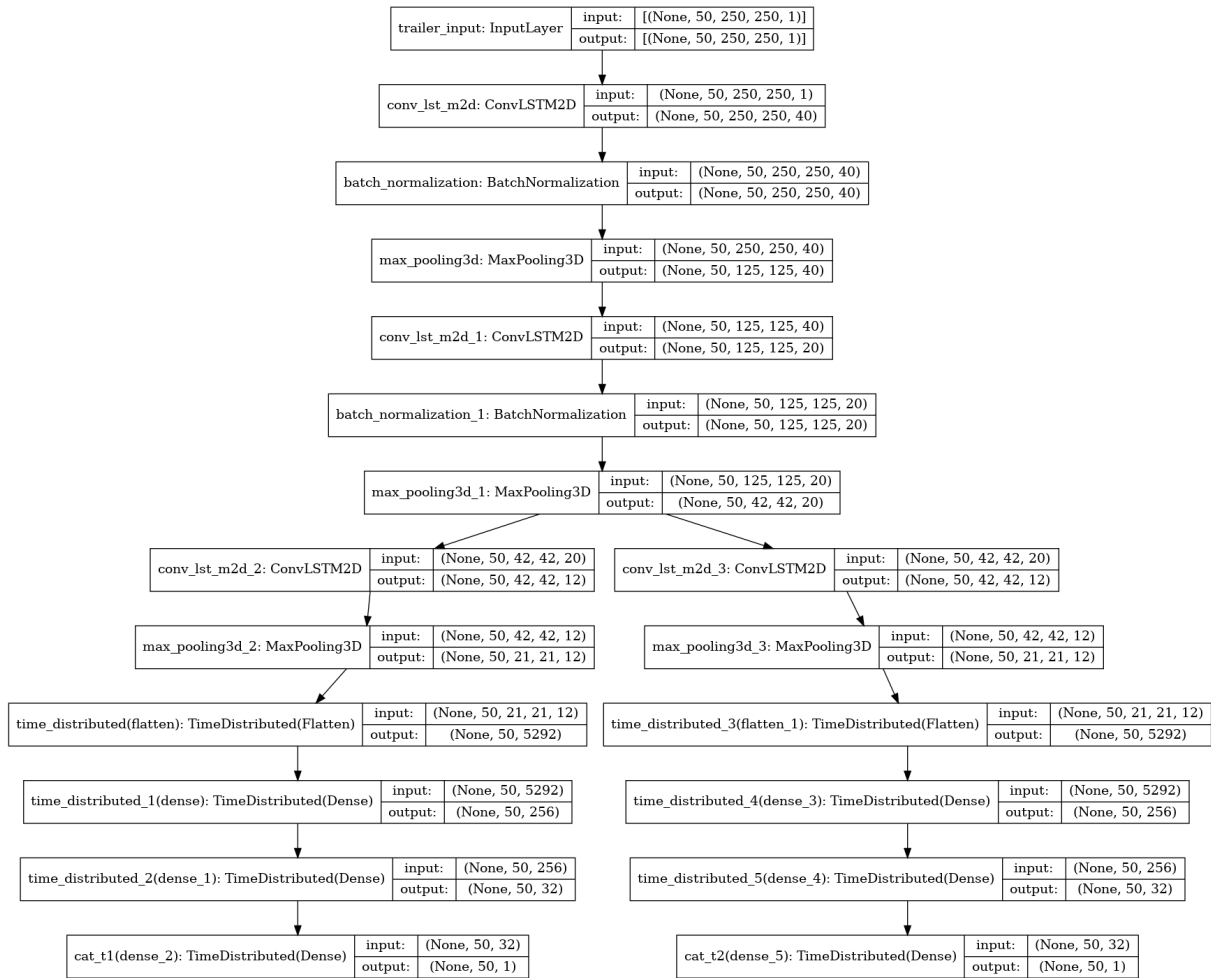 trailer_input: InputLayer
input: [(None, 50, 250, 250, 1)]
output: [(None, 50, 250, 250, 1)]
conv_lst_m2d: ConvLSTM2D
input: (None, 50, 250, 250, 1)
output: (None, 50, 250, 250, 40)
batch_normalization: BatchNormalization
input: (None, 50, 250, 250, 40)
output: (None, 50, 250, 250, 40)
max_pooling3d: MaxPooling3D
input: (None, 50, 250, 250, 40)
output: (None, 50, 125, 125, 40)
conv_lst_m2d_1: ConvLSTM2D
input: (None, 50, 125, 125, 40)
output: (None, 50, 125, 125, 20)
batch_normalization_1: BatchNormalization
input: (None, 50, 125, 125, 20)
output: (None, 50, 125, 125, 20)
max_pooling3d_1: MaxPooling3D
input: (None, 50, 125, 125, 20)
output: (None, 50, 42, 42, 20)
conv_lst_m2d_2: ConvLSTM2D
input: (None, 50, 42, 42, 20)
output: (None, 50, 42, 42, 12)
conv_lst_m2d_3: ConvLSTM2D
input: (None, 50, 42, 42, 20)
output: (None, 50, 42, 42, 12)
max_pooling3d_2: MaxPooling3D
input: (None, 50, 42, 42, 12)
output: (None, 50, 21, 21, 12)
max_pooling3d_3: MaxPooling3D
input: (None, 50, 42, 42, 12)
output: (None, 50, 21, 21, 12)
time_distributed(flatten): TimeDistributed(Flatten)
input: (None, 50, 21, 21, 12)
output: (None, 50, 5292)
time_distributed_3(flatten_1): TimeDistributed(Flatten)
input: (None, 50, 21, 21, 12)
output: (None, 50, 5292)
time_distributed_1(dense): TimeDistributed(Dense)
input: (None, 50, 5292)
output: (None, 50, 256)
time_distributed_4(dense_3): TimeDistributed(Dense)
input: (None, 50, 5292)
output: (None, 50, 256)
time_distributed_2(dense_1): TimeDistributed(Dense)
input: (None, 50, 256)
output: (None, 50, 32)
time_distributed_5(dense_4): TimeDistributed(Dense)
input: (None, 50, 256)
output: (None, 50, 32)
cat_t1(dense_2): TimeDistributed(Dense)
input: (None, 50, 32)
output: (None, 50, 1)
cat_t2(dense_5): TimeDistributed(Dense)
input: (None, 50, 32)
output: (None, 50, 1)